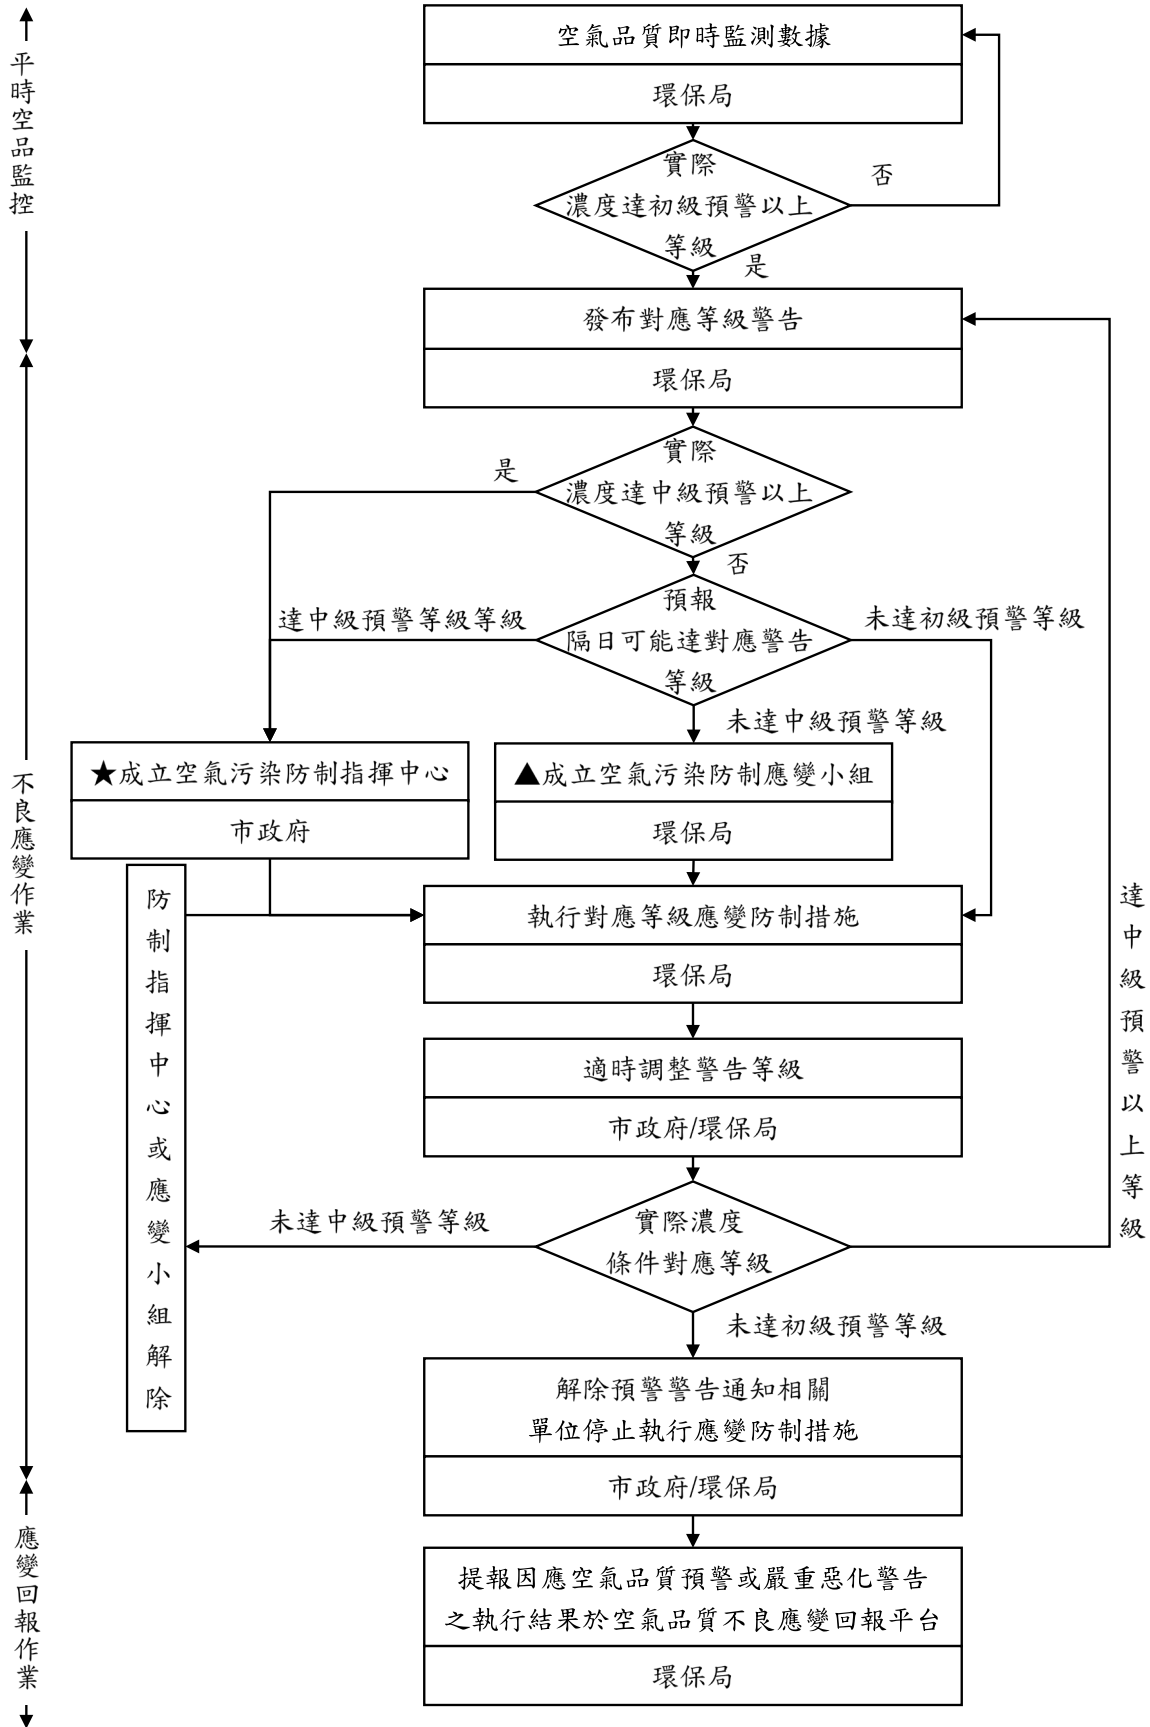 平時空品監控
空氣品質即時監測數據
環保局
實際
濃度達初級預警以上
等級
否
是
發布對應等級警告
環保局
實際
濃度達中級預警以上
等級
是
否
預報
隔日可能達對應警告
等級
達中級預警等級等級
未達初級預警等級
未達中級預警等級
不良應變作業
★成立空氣污染防制指揮中心
市政府
▲成立空氣污染防制應變小組
環保局
防制指揮中心或應變小組解除
執行對應等級應變防制措施
環保局
達中級預警以上等級
適時調整警告等級
市政府/環保局
實際濃度
條件對應等級
未達中級預警等級
未達初級預警等級
解除預警警告通知相關
單位停止執行應變防制措施
市政府/環保局
應變回報作業
提報因應空氣品質預警或嚴重惡化警告
之執行結果於空氣品質不良應變回報平台
環保局